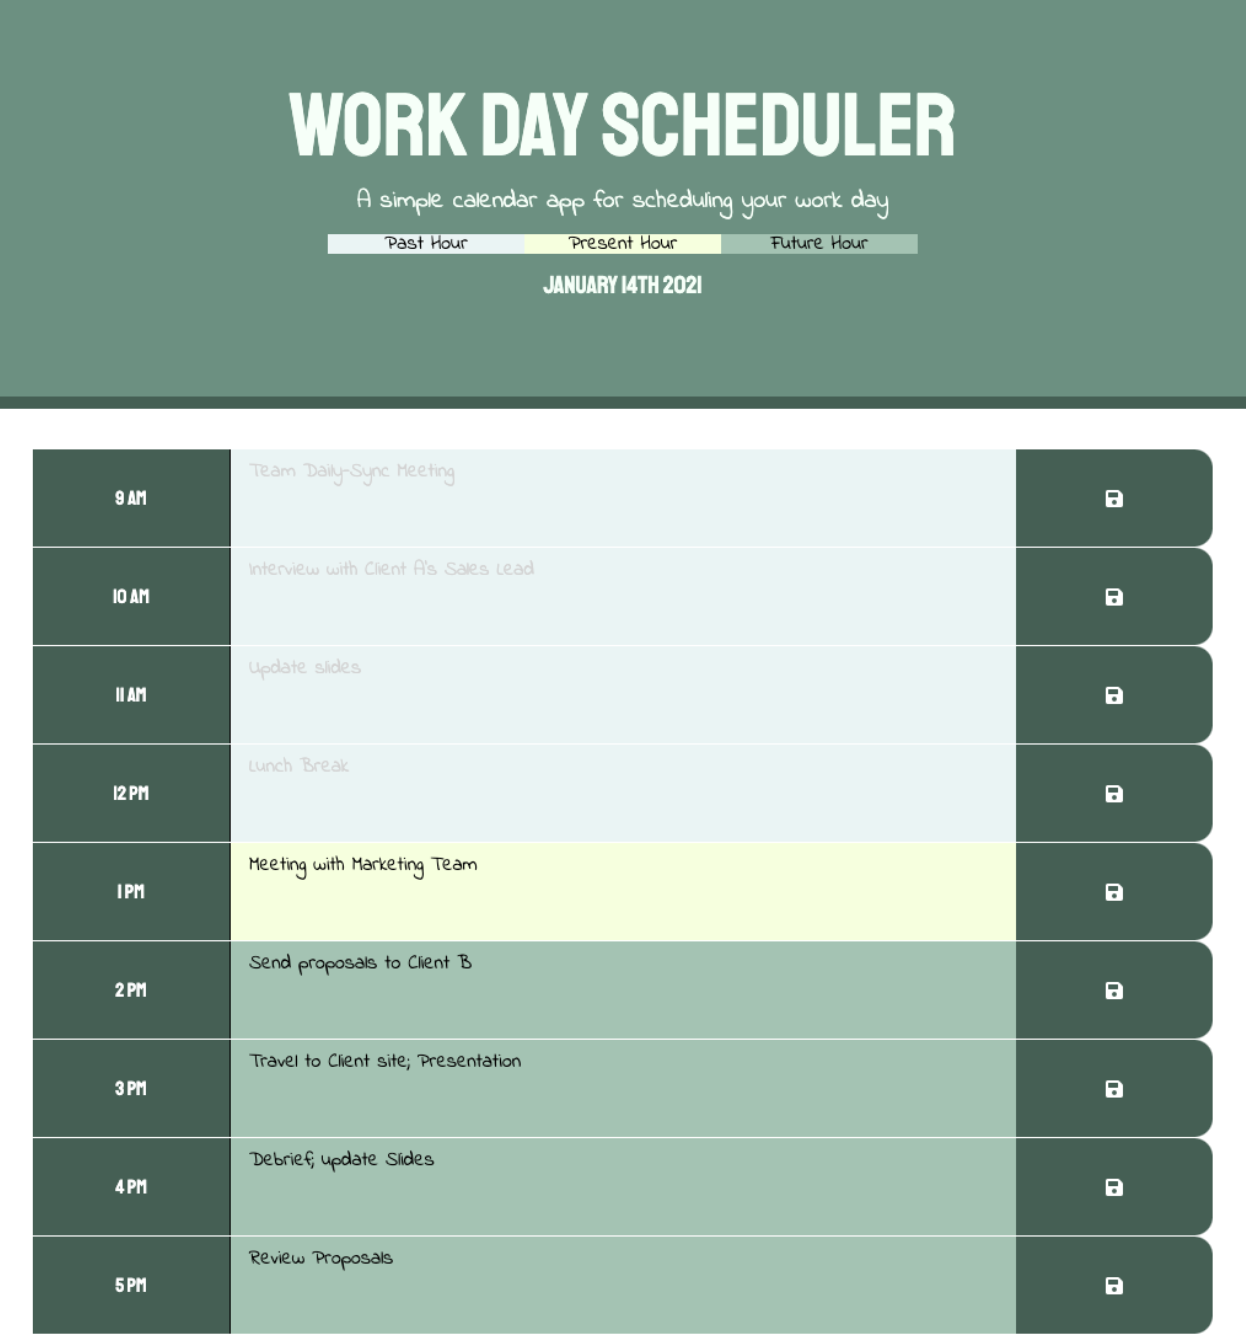 WORK DAY SCHEDULER
A simple calendar app for scheduling your work day
Past Hour Present Hour Future Hour
JANUARY 14TH 2021
9 AM Team Daily-Sync Meeting
10 AM Interview with Client A's Sales Lead
11 AM Update slides
12 PM Lunch Break
1 PM Meeting with Marketing Team
2 PM Send proposals to Client B
3 PM Travel to Client site; Presentation
4 PM Debrief; update Slides
5 PM Review Proposals